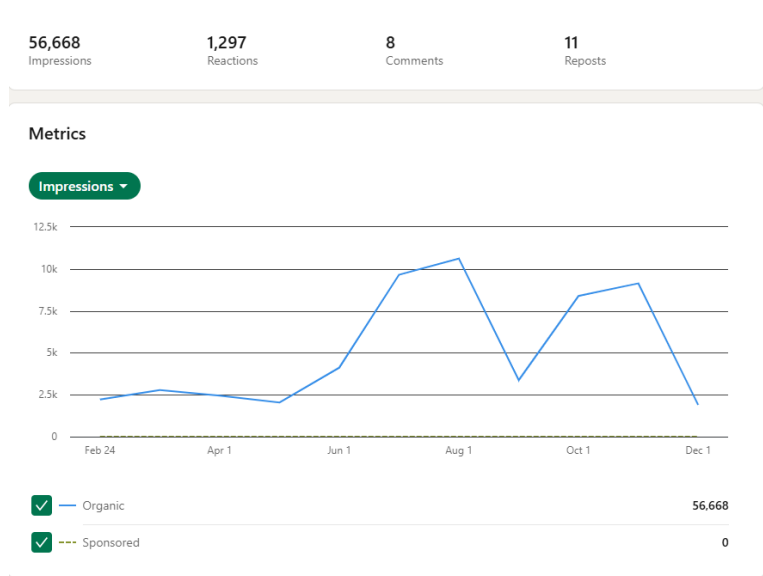 56,668 1,297 8 11
Impressions Reactions Comments Reposts
Metrics
Impressions
12.5k
10k
7.5k
5k
2.5k
0
Feb 24 Apr 1 Jun 1 Aug 1 Oct 1 Dec 1
Organic 56,668
Sponsored 0